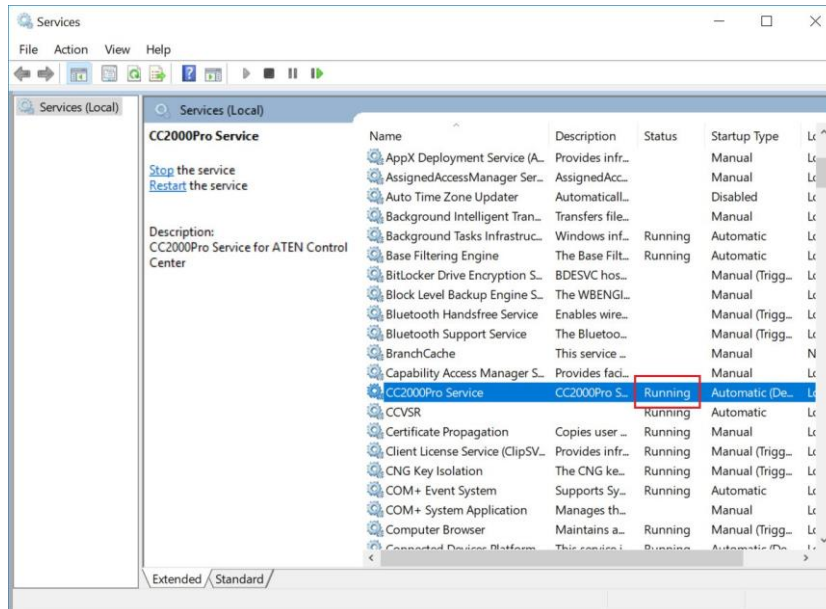 Services
File Action View Help
Services (Local)
Services (Local)
CC2000Pro Service
Stop the service
Restart the service
Description:
CC2000Pro Service for ATEN Control
Center
Name Description Status Startup Type
AppX Deployment Service (A... Provides infr... Manual
AssignedAccessManager Ser... AssignedAcc... Manual
Auto Time Zone Updater Automaticall... Disabled
Background Intelligent Tran... Transfers file... Manual
Background Tasks Infrastruc... Windows inf... Running Automatic
Base Filtering Engine The Base Filt... Running Automatic
BitLocker Drive Encryption S... BDESVC hos... Manual (Trigg...
Block Level Backup Engine S... The WBENGI... Manual
Bluetooth Handsfree Service Enables wire... Manual (Trigg...
Bluetooth Support Service The Bluetoo... Manual (Trigg...
BranchCache This service ... Manual N
Capability Access Manager S... Provides faci... Manual
CC2000Pro Service CC2000Pro S... Running Automatic (De...
CCVSR Running Automatic
Certificate Propagation Copies user ... Running Manual
Client License Service (ClipSV... Provides infr... Running Manual (Trigg...
CNG Key Isolation The CNG ke... Running Manual (Trigg...
COM+ Event System Supports Sy... Running Automatic
COM+ System Application Manages th... Manual
Computer Browser Maintains a... Running Manual (Trigg...
Connected Devices Platform This service i... Running Automatic (De...
Extended Standard